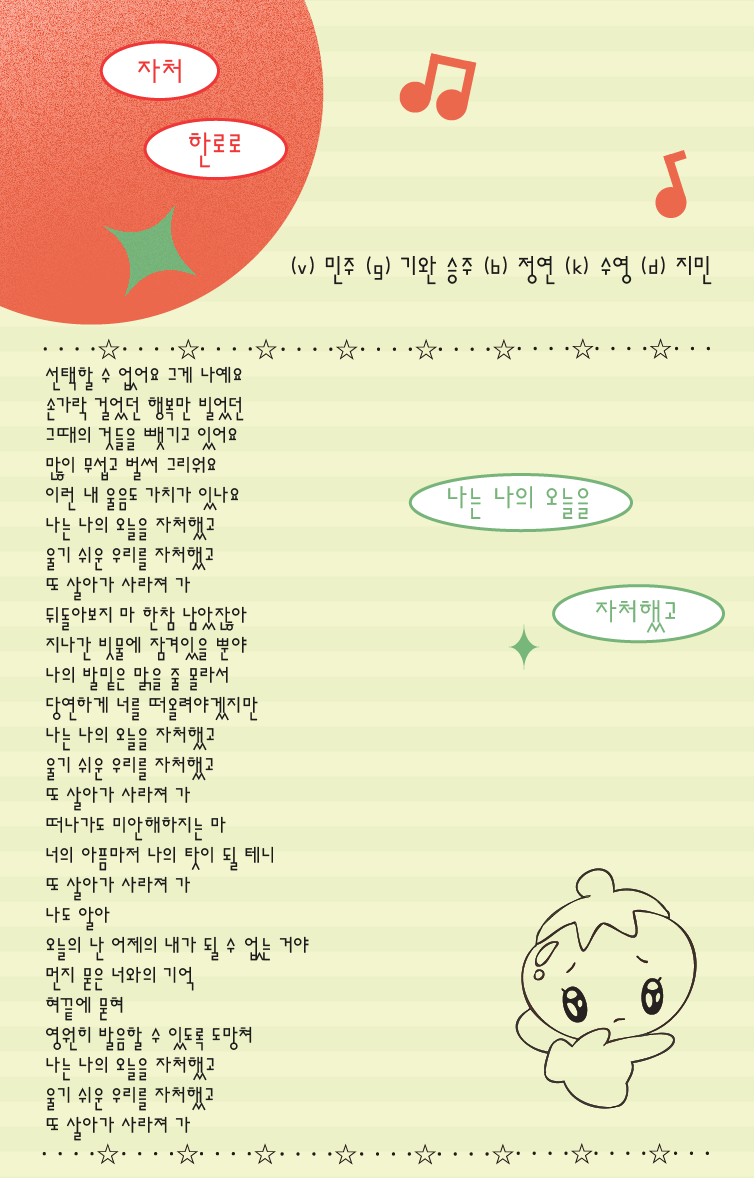 자처
한로로
(v) 민주 (g) 기완 승주 (b) 정연 (k) 수영 (d) 지민
선택할 수 없어요 그게 나예요
손가락 걸었던 행복만 빌었던
그때의 것들을 뺏기고 있어요
많이 무섭고 벌써 그리워요
이런 내 울음도 가치가 있나요
나는 나의 오늘을 자처했고
울기 쉬운 우리를 자처했고
또 살아가 사라져 가
뒤돌아보지 마 한참 남았잖아
지나간 빗물에 잠겨있을 뿐야
나의 발밑은 맑을 줄 몰라서
당연하게 너를 떠올려야겠지만
나는 나의 오늘을 자처했고
울기 쉬운 우리를 자처했고
또 살아가 사라져 가
떠나가도 미안해하지는 마
너의 아픔마저 나의 탓이 될 테니
또 살아가 사라져 가
나도 알아
오늘의 난 어제의 내가 될 수 없는 거야
먼지 묻은 너와의 기억
혀끝에 묻혀
영원히 발음할 수 있도록 도망쳐
나는 나의 오늘을 자처했고
울기 쉬운 우리를 자처했고
또 살아가 사라져 가
나는 나의 오늘을
자처했고